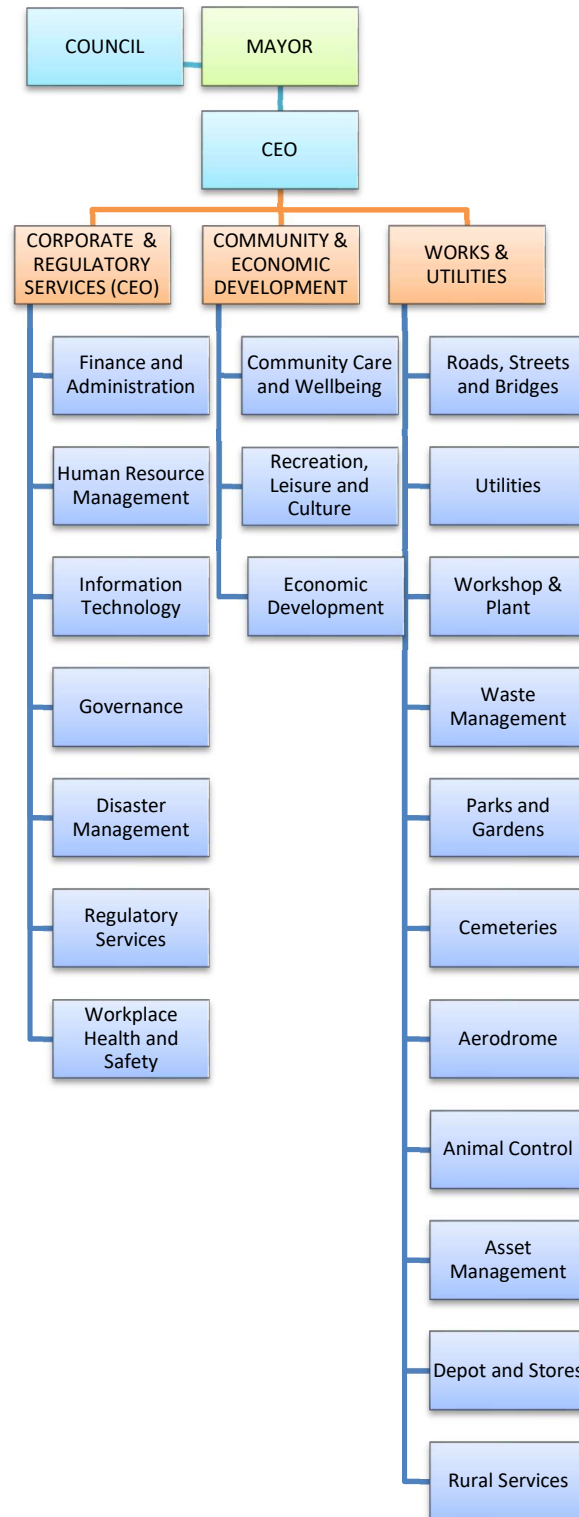 COUNCIL
MAYOR
CEO
CORPORATE &
REGULATORY
SERVICES (CEO)
COMMUNITY &
ECONOMIC
DEVELOPMENT
WORKS &
UTILITIES
Finance and
Administration
Human Resource
Management
Information
Technology
Governance
Disaster
Management
Regulatory
Services
Workplace
Health and
Safety
Community Care
and Wellbeing
Recreation,
Leisure and
Culture
Economic
Development
Roads, Streets
and Bridges
Utilities
Workshop &
Plant
Waste
Management
Parks and
Gardens
Cemeteries
Aerodrome
Animal Control
Asset
Management
Depot and Stores
Rural Services